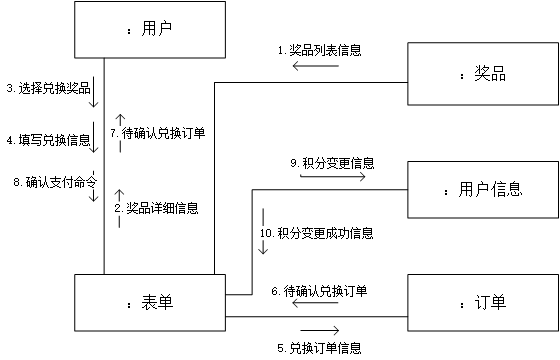 ：用户
1.奖品列表信息
：奖品
3.选择兑换奖品
7.待确认兑换订单
4.填写兑换信息
9.积分变更信息
8.确认支付命令
：用户信息
2.奖品详细信息
10.积分变更成功信息
6.待确认兑换订单
：表单
：订单
5.兑换订单信息